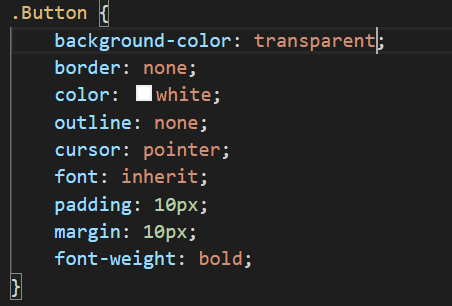 .Button {
    background-color: transparent;
    border: none;
    color: white;
    outline: none;
    cursor: pointer;
    font: inherit;
    padding: 10px;
    margin: 10px;
    font-weight: bold;
}